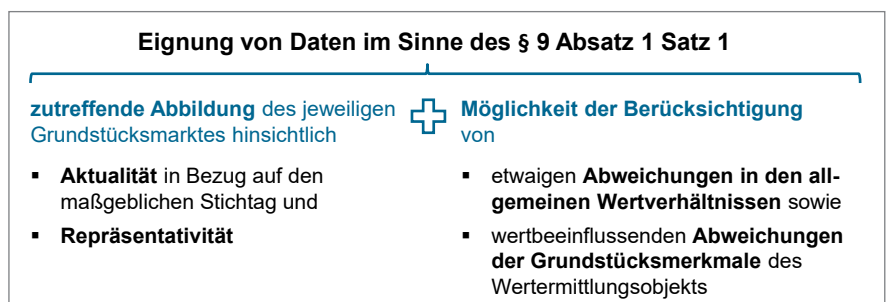 Eignung von Daten im Sinne des § 9 Absatz 1 Satz 1
zutreffende Abbildung des jeweiligen
Grundstücksmarktes hinsichtlich
▪ Aktualität in Bezug auf den
maßgeblichen Stichtag und
▪ Repräsentativität
Möglichkeit der Berücksichtigung
von
▪ etwaigen Abweichungen in den all-
gemeinen Wertverhältnissen sowie
▪ wertbeeinflussenden Abweichungen
der Grundstücksmerkmale des
Wertermittlungsobjekts